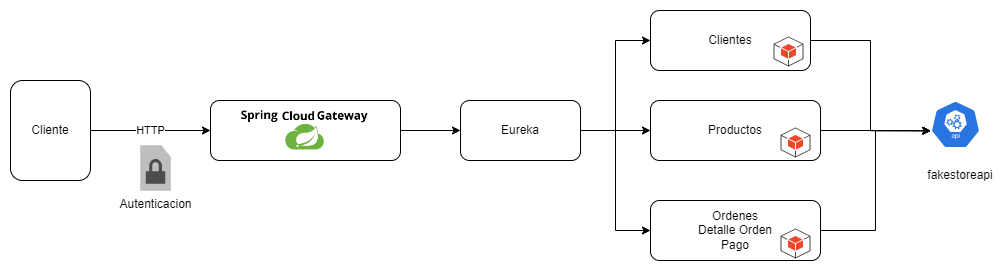 Cliente
HTTP
Autenticacion
Spring Cloud Gateway
Eureka
Clientes
Productos
Ordenes
Detalle Orden
Pago
api
fakestoreapi